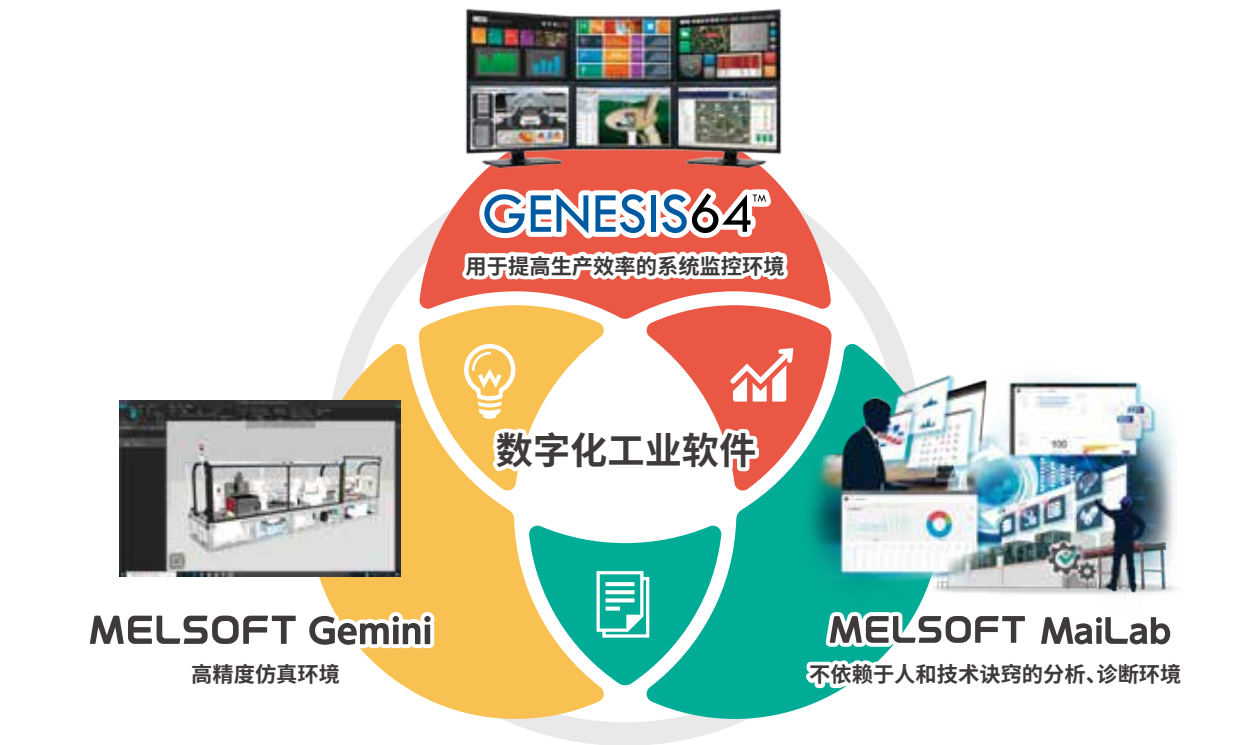 GENESIS64™
用于提高生产效率的系统监控环境
数字化工业软件
100
MELSOFT Gemini
高精度仿真环境
MELSOFT MaiLab
不依赖于人和技术诀窍的分析、诊断环境